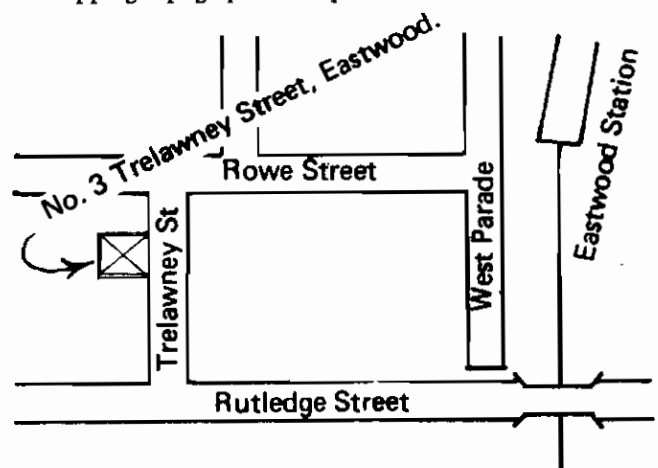 No. 3 Trelawney Street, Eastwood.
Eastwood Station
Rowe Street
Trelawney St
West Parade
Rutledge Street